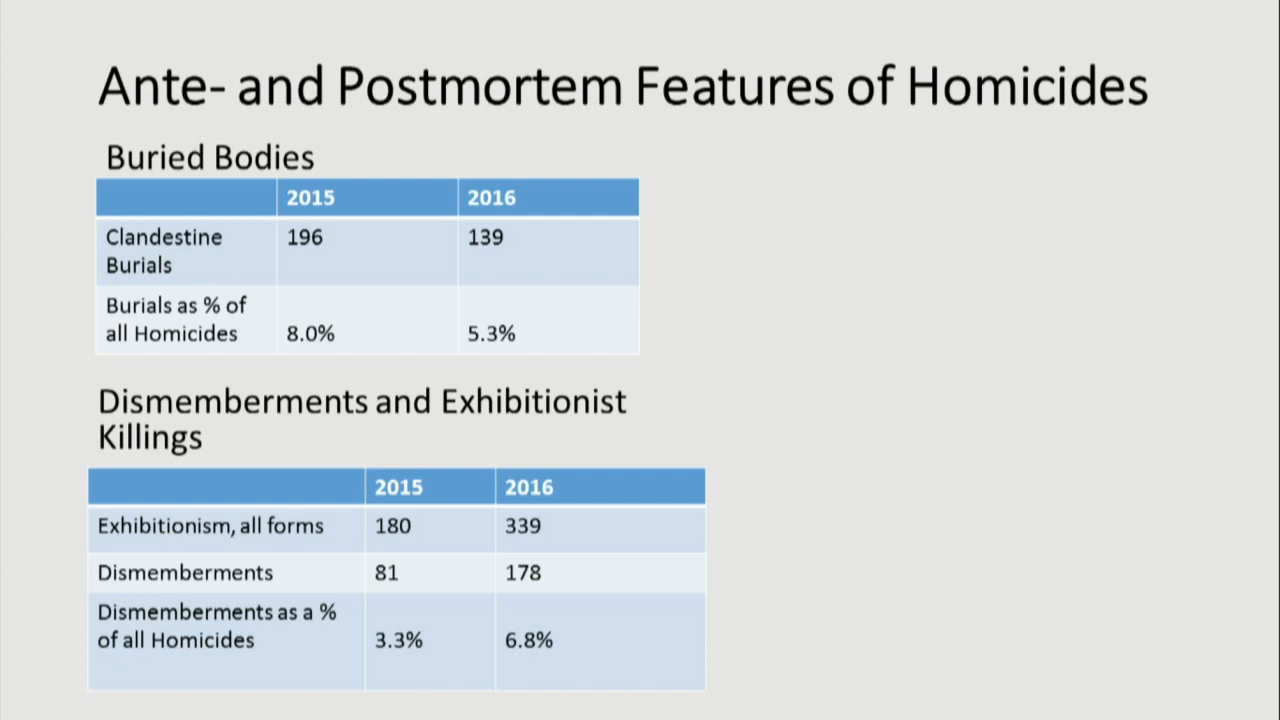 Ante- and Postmortem Features of Homicides
Buried Bodies
2015 2016
Clandestine
Burials
196 139
Burials as % of
all Homicides
8.0% 5.3%
Dismemberments and Exhibitionist
Killings
2015 2016
Exhibitionism, all forms 180 339
Dismemberments 81 178
Dismemberments as a %
of all Homicides 3.3% 6.8%